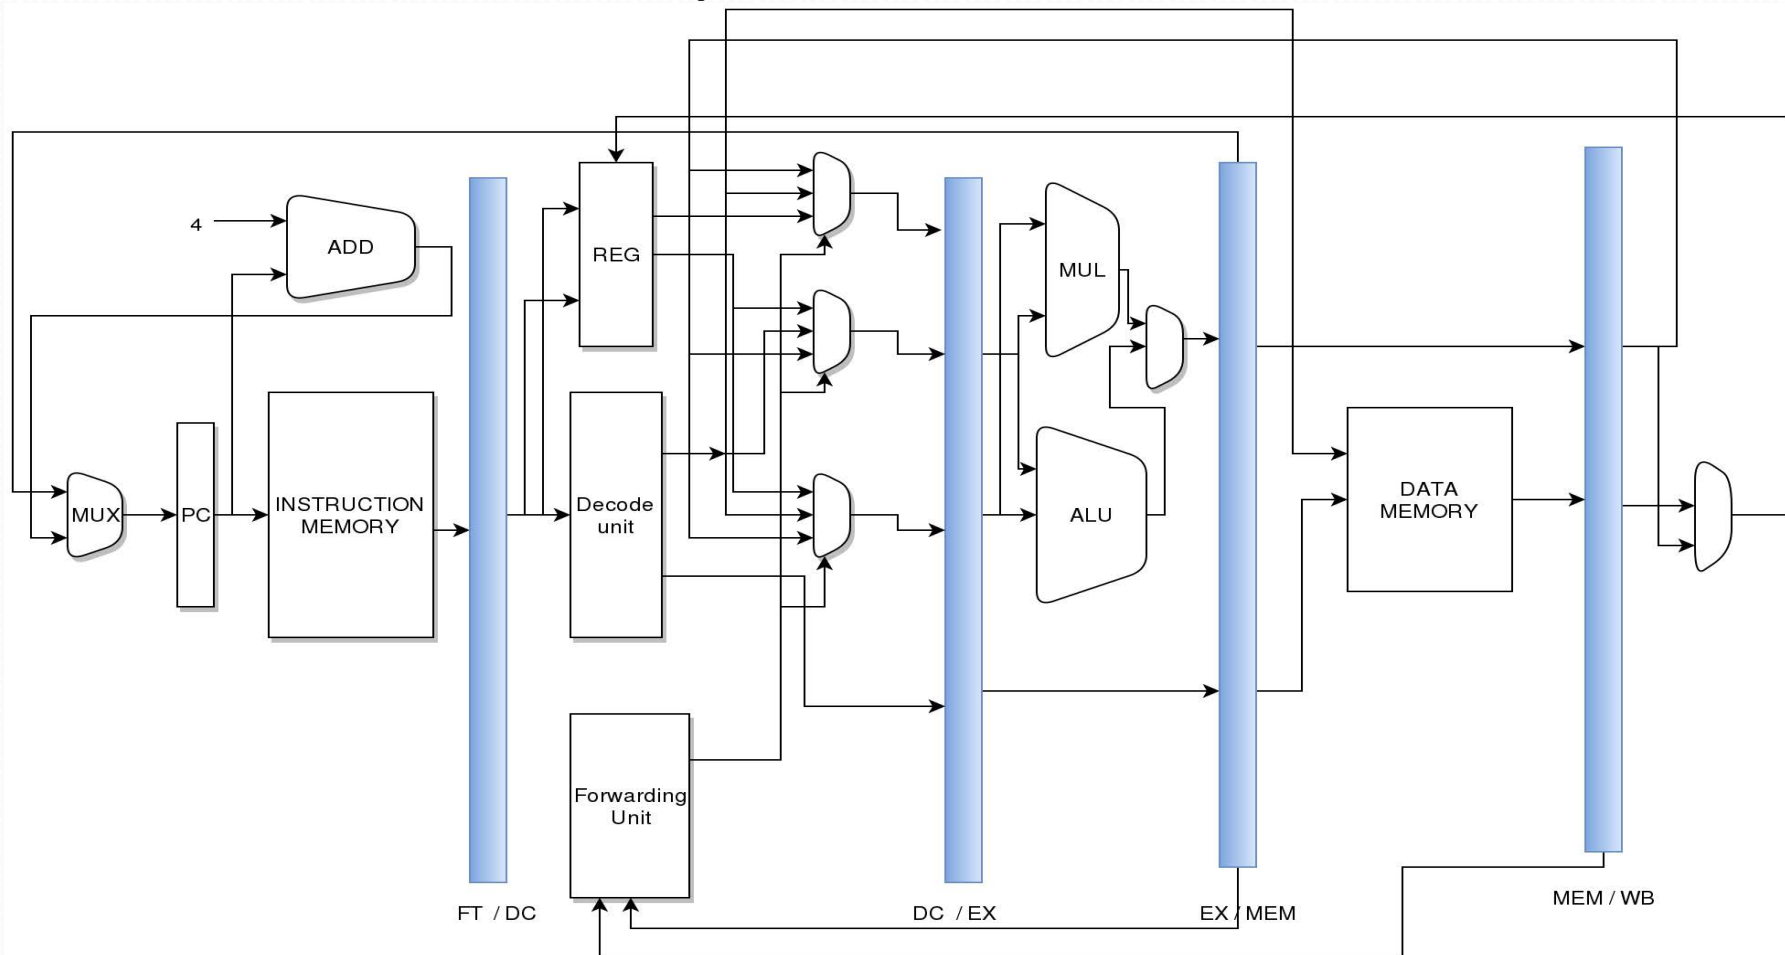 4
ADD
REG
MUL
MUX
PC
INSTRUCTION
MEMORY
Decode
unit
ALU
DATA
MEMORY
Forwarding
Unit
FT / DC
DC / EX
EX / MEM
MEM / WB